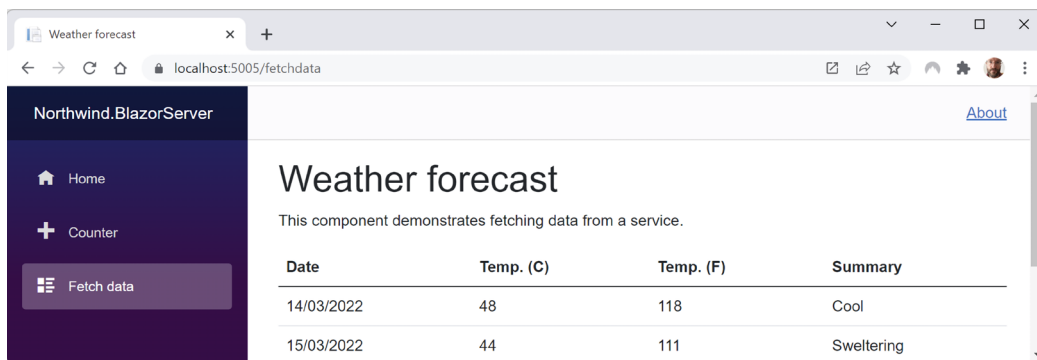 Weather forecast
localhost:5005/fetchdata
Northwind.BlazorServer
About
Home
Counter
Fetch data
Weather forecast
This component demonstrates fetching data from a service.
Date Temp. (C) Temp. (F) Summary
14/03/2022 48 118 Cool
15/03/2022 44 111 Sweltering